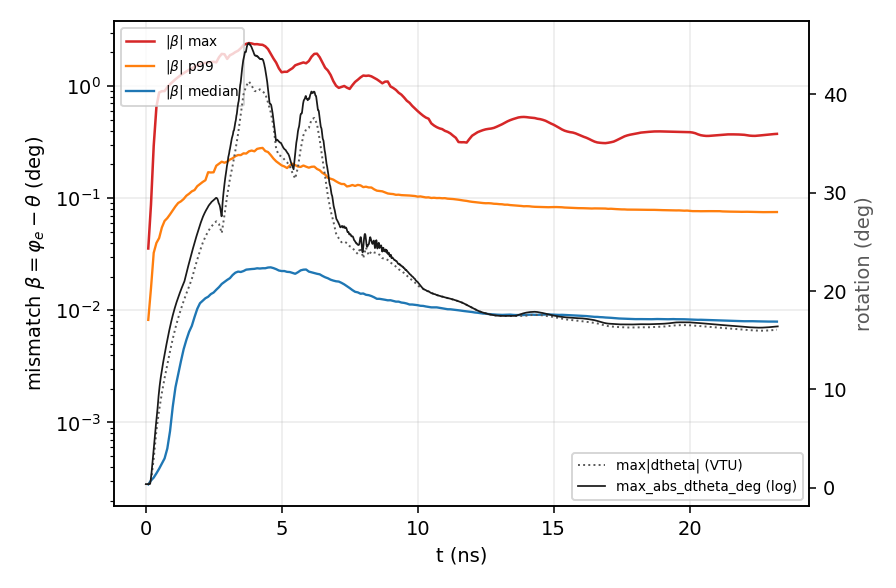 |β| max
|β| p99
|β| median
10⁰
10⁻¹
10⁻²
10⁻³
mismatch β = φₑ − θ (deg)
40
30
20
10
0
rotation (deg)
max|dtheta| (VTU)
max_abs_dtheta_deg (log)
0
5
10
15
20
t (ns)